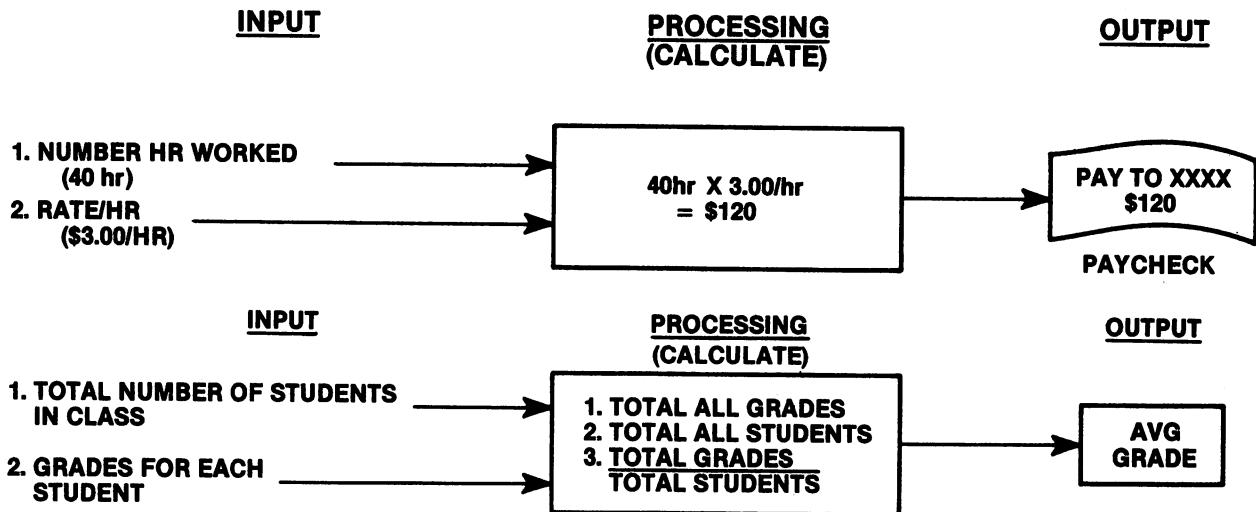 INPUT
PROCESSING
(CALCULATE)
OUTPUT
1. NUMBER HR WORKED
(40 hr)
2. RATE/HR
($3.00/HR)
40hr X 3.00/hr
= $120
PAY TO XXXX
$120
PAYCHECK
INPUT
PROCESSING
(CALCULATE)
OUTPUT
1. TOTAL NUMBER OF STUDENTS
IN CLASS
2. GRADES FOR EACH
STUDENT
1. TOTAL ALL GRADES
2. TOTAL ALL STUDENTS
3. TOTAL GRADES
TOTAL STUDENTS
AVG
GRADE